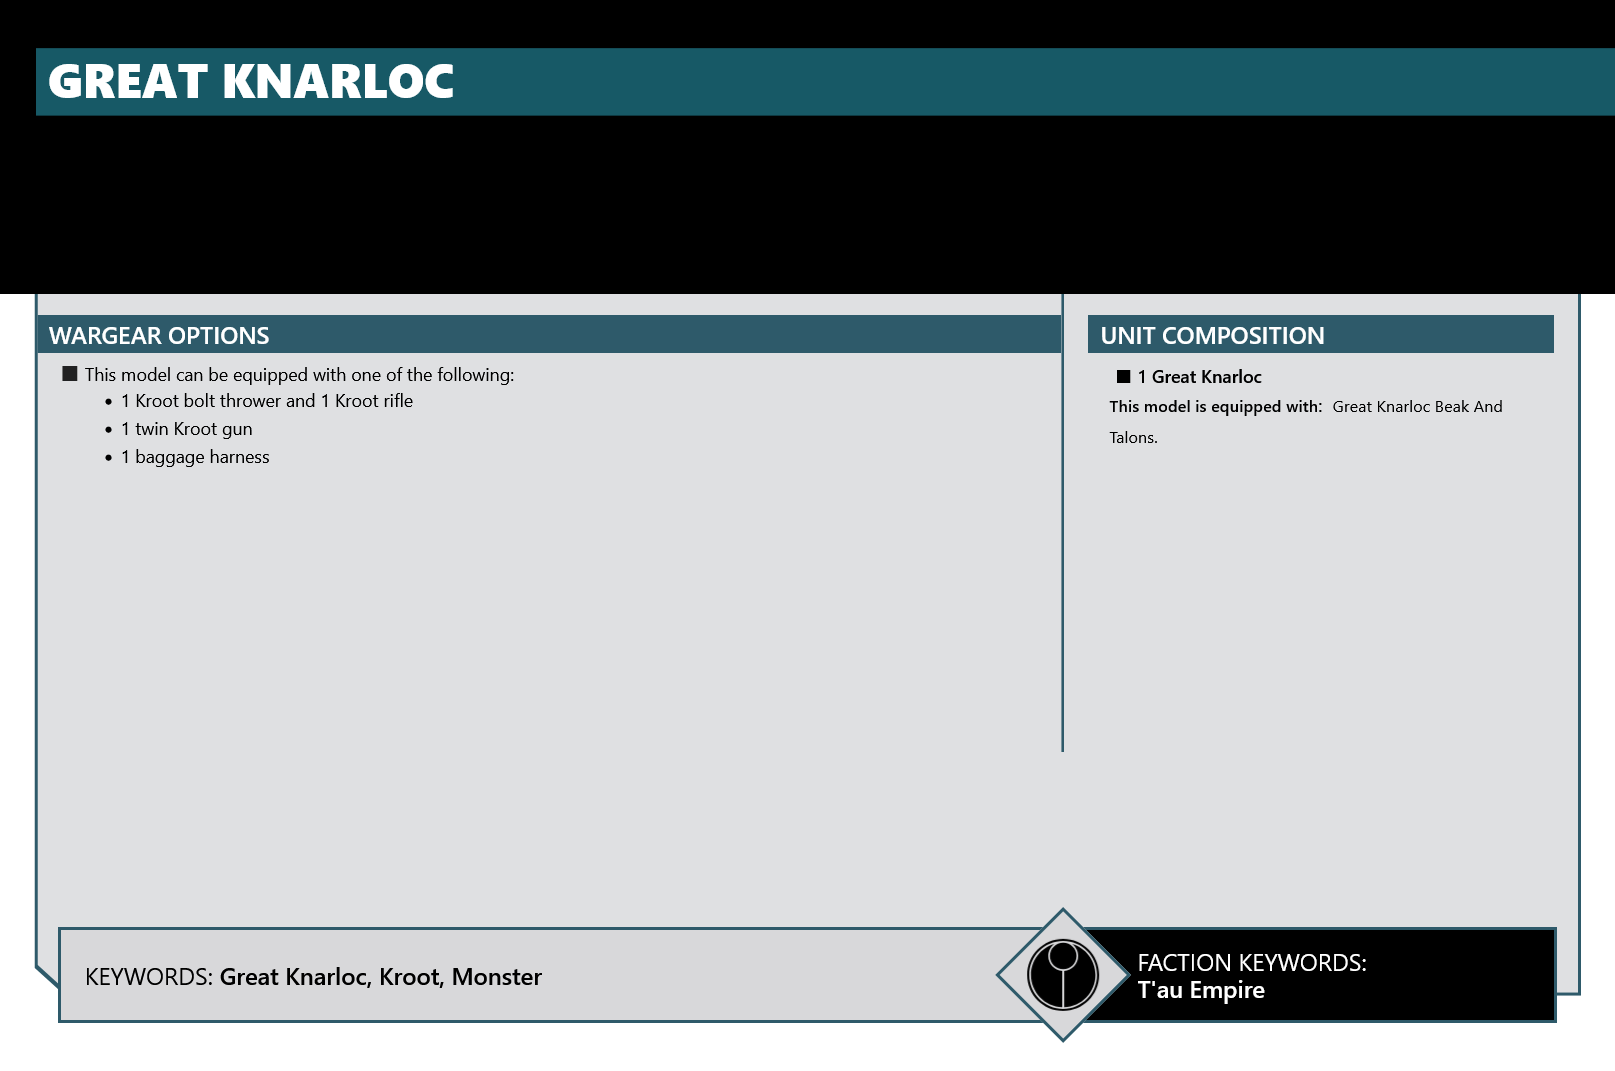 GREAT KNARLOC
WARGEAR OPTIONS
■ This model can be equipped with one of the following:
• 1 Kroot bolt thrower and 1 Kroot rifle
• 1 twin Kroot gun
• 1 baggage harness
UNIT COMPOSITION
■ 1 Great Knarloc
This model is equipped with: Great Knarloc Beak And
Talons.
KEYWORDS: Great Knarloc, Kroot, Monster
FACTION KEYWORDS:
T'au Empire